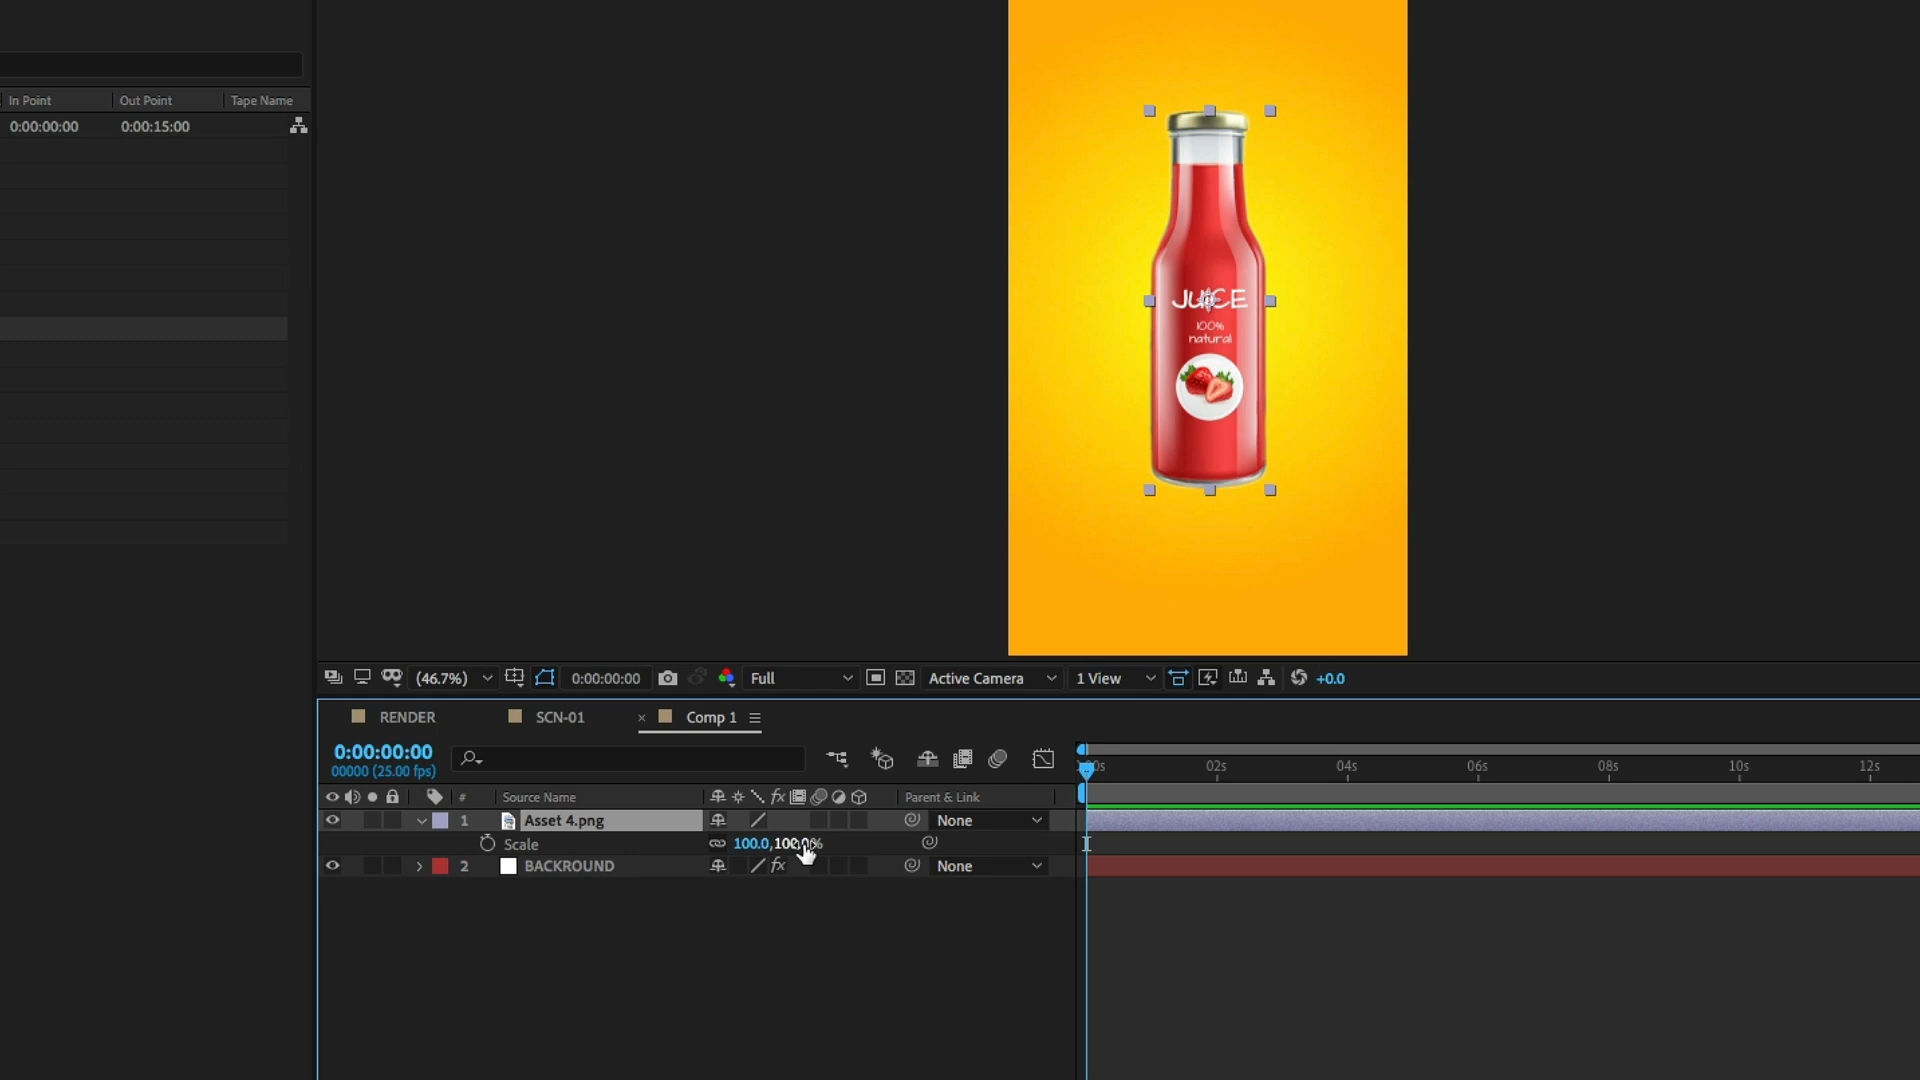 In Point Out Point Tape Name
0:00:00:00 0:00:15:00
JUICE
100%
natural
(46.7%) 0:00:00:00 Full Active Camera 1 View +0.0
RENDER SCN-01 × Comp 1
0:00:00:00
00000 (25.00 fps)
02s 04s 06s 08s 10s 12s
# Source Name fx Parent & Link
1 Asset 4.png None
Scale 100.0,100.0%
2 BACKROUND fx None